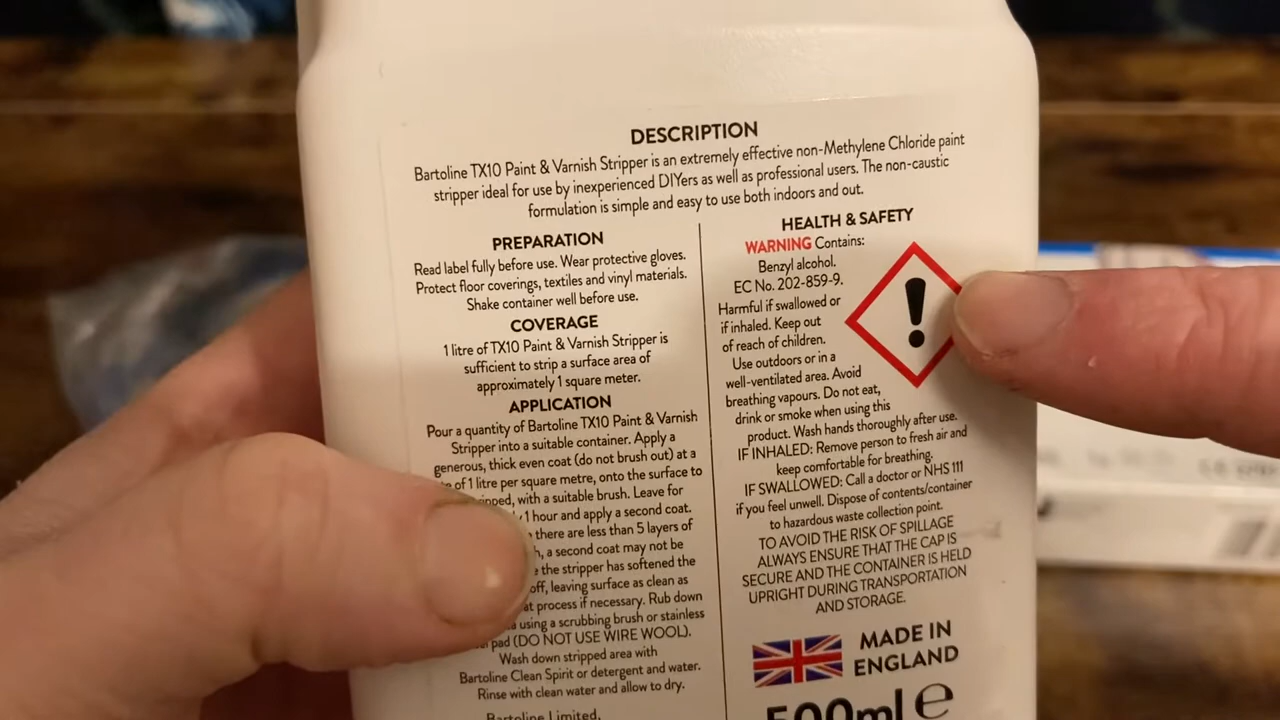 DESCRIPTION
Bartoline TX10 Paint & Varnish Stripper is an extremely effective non-Methylene Chloride paint
stripper ideal for use by inexperienced DIYers as well as professional users. The non-caustic
formulation is simple and easy to use both indoors and out.
PREPARATION
Read label fully before use. Wear protective gloves.
Protect floor coverings, textiles and vinyl materials.
Shake container well before use.
COVERAGE
1 litre of TX10 Paint & Varnish Stripper is
sufficient to strip a surface area of
approximately 1 square meter.
APPLICATION
Pour a quantity of Bartoline TX10 Paint & Varnish
Stripper into a suitable container. Apply a
generous, thick even coat (do not brush out) at a
of 1 litre per square metre, onto the surface to
with a suitable brush. Leave for
1 hour and apply a second coat.
there are less than 5 layers of
a second coat may not be
the stripper has softened the
off, leaving surface as clean as
process if necessary. Rub down
using a scrubbing brush or stainless
pad (DO NOT USE WIRE WOOL).
Wash down stripped area with
Bartoline Clean Spirit or detergent and water.
Rinse with clean water and allow to dry.
Bartoline Limited,
HEALTH & SAFETY
WARNING Contains:
Benzyl alcohol.
EC No. 202-859-9.
Harmful if swallowed or
if inhaled. Keep out
of reach of children.
Use outdoors or in a
well-ventilated area. Avoid
breathing vapours. Do not eat,
drink or smoke when using this
product. Wash hands thoroughly after use.
IF INHALED: Remove person to fresh air and
keep comfortable for breathing.
IF SWALLOWED: Call a doctor or NHS 111
if you feel unwell. Dispose of contents/container
to hazardous waste collection point.
TO AVOID THE RISK OF SPILLAGE
ALWAYS ENSURE THAT THE CAP IS
SECURE AND THE CONTAINER IS HELD
UPRIGHT DURING TRANSPORTATION
AND STORAGE.
MADE IN
ENGLAND
500ml e